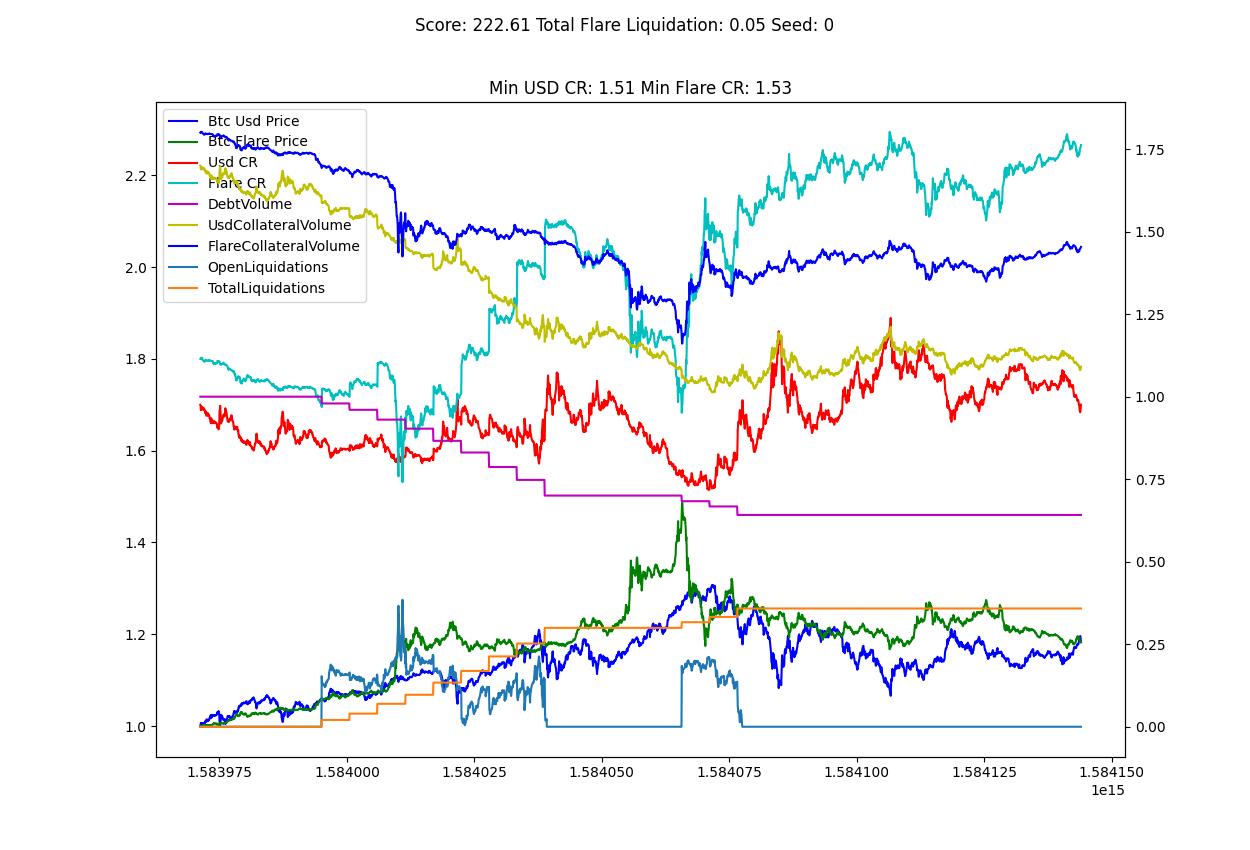 Score: 222.61 Total Flare Liquidation: 0.05 Seed: 0
Min USD CR: 1.51 Min Flare CR: 1.53
Btc Usd Price
Btc Flare Price
Usd CR
Flare CR
DebtVolume
UsdCollateralVolume
FlareCollateralVolume
OpenLiquidations
TotalLiquidations
2.2
2.0
1.8
1.6
1.4
1.2
1.0
1.75
1.50
1.25
1.00
0.75
0.50
0.25
0.00
1.583975 1.584000 1.584025 1.584050 1.584075 1.584100 1.584125 1.584150
1e15